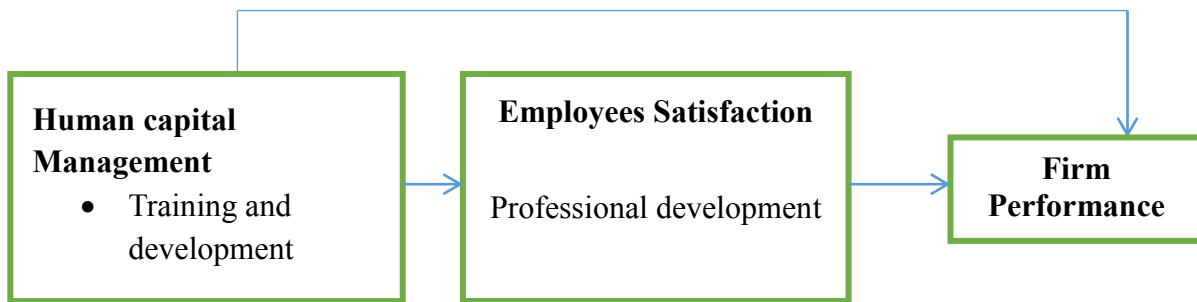 Human capital
Management
• Training and
development
Employees Satisfaction
Professional development
Firm
Performance